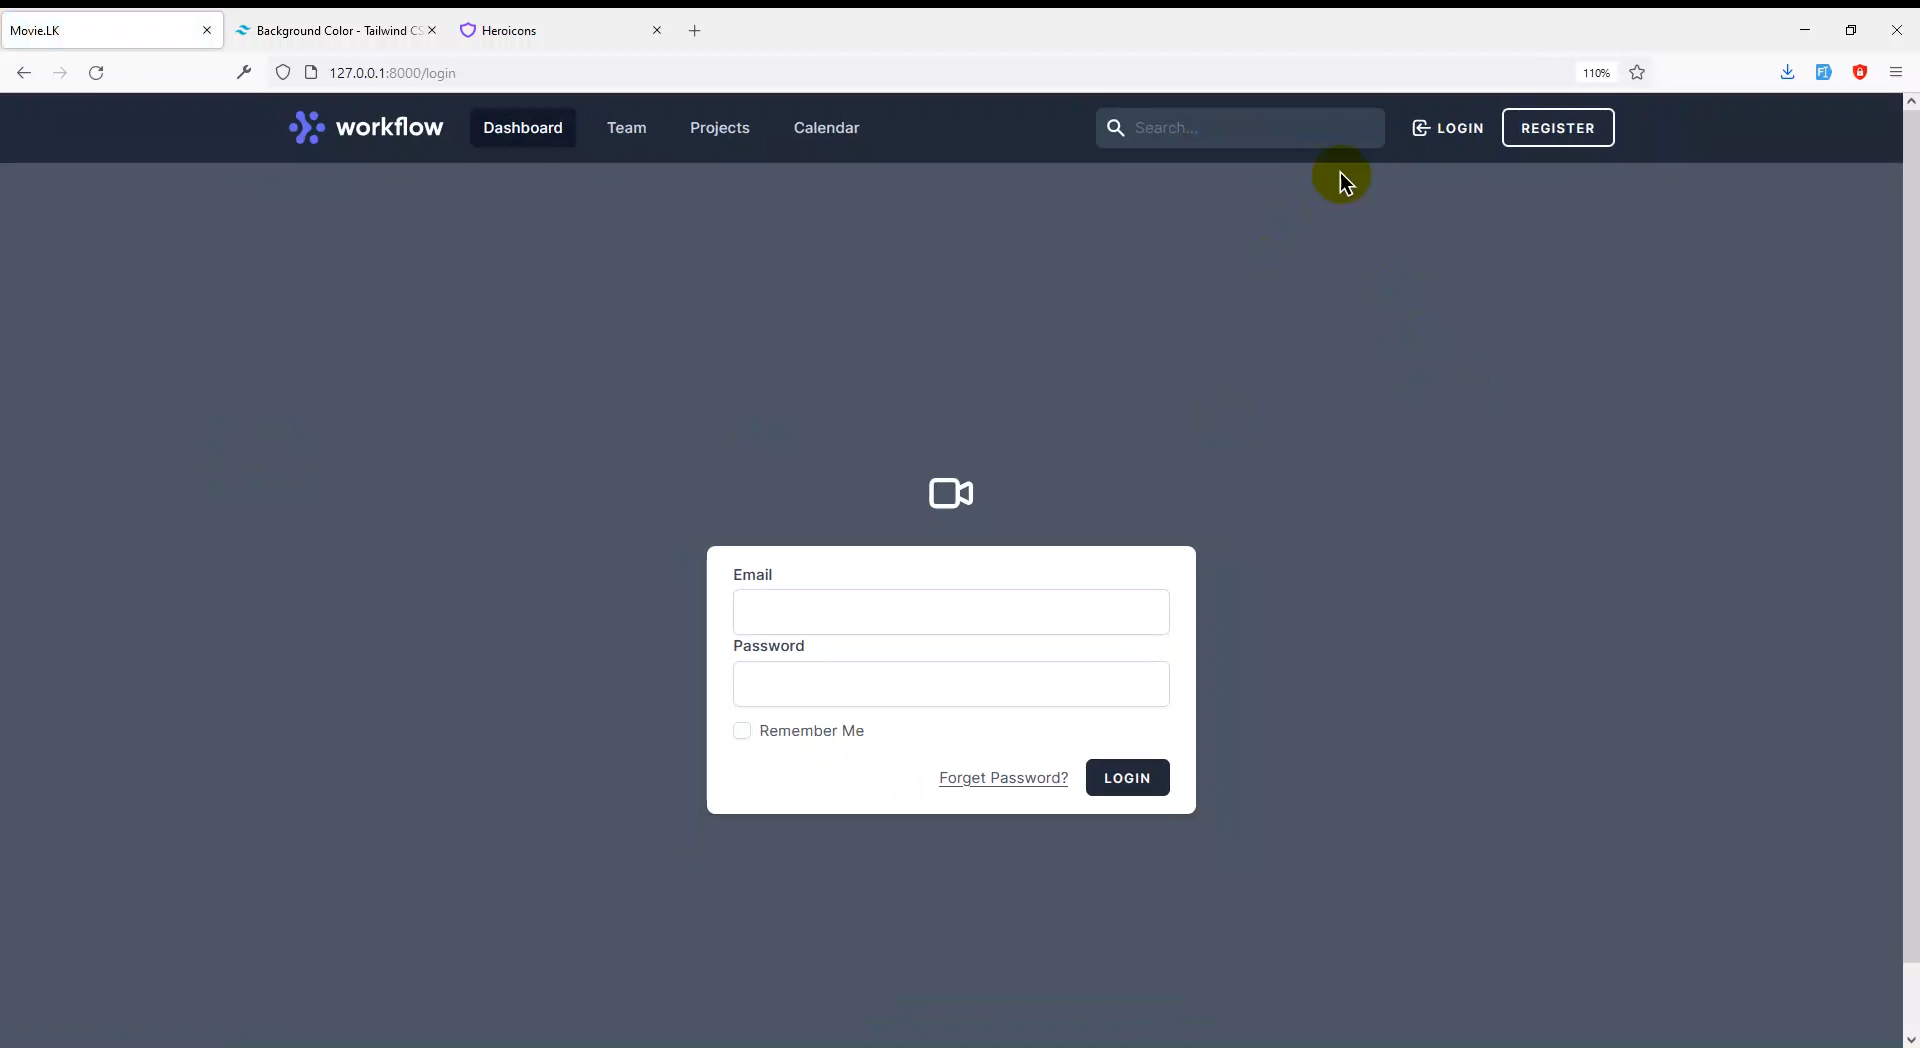 Movie.LK
Background Color - Tailwind CS
Heroicons
127.0.0.1:8000/login
110%
workflow
Dashboard
Team
Projects
Calendar
Search...
LOGIN
REGISTER
Email
Password
Remember Me
Forget Password?
LOGIN